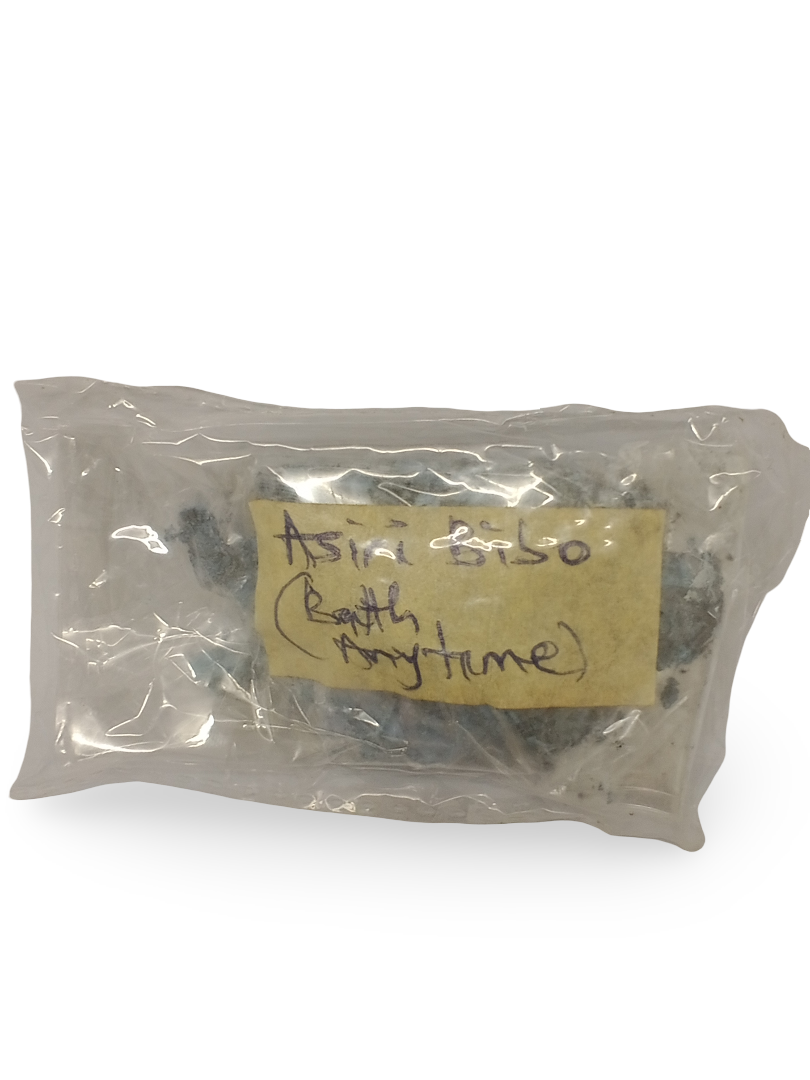 Asiri Bibo
(Bath
Anytime)